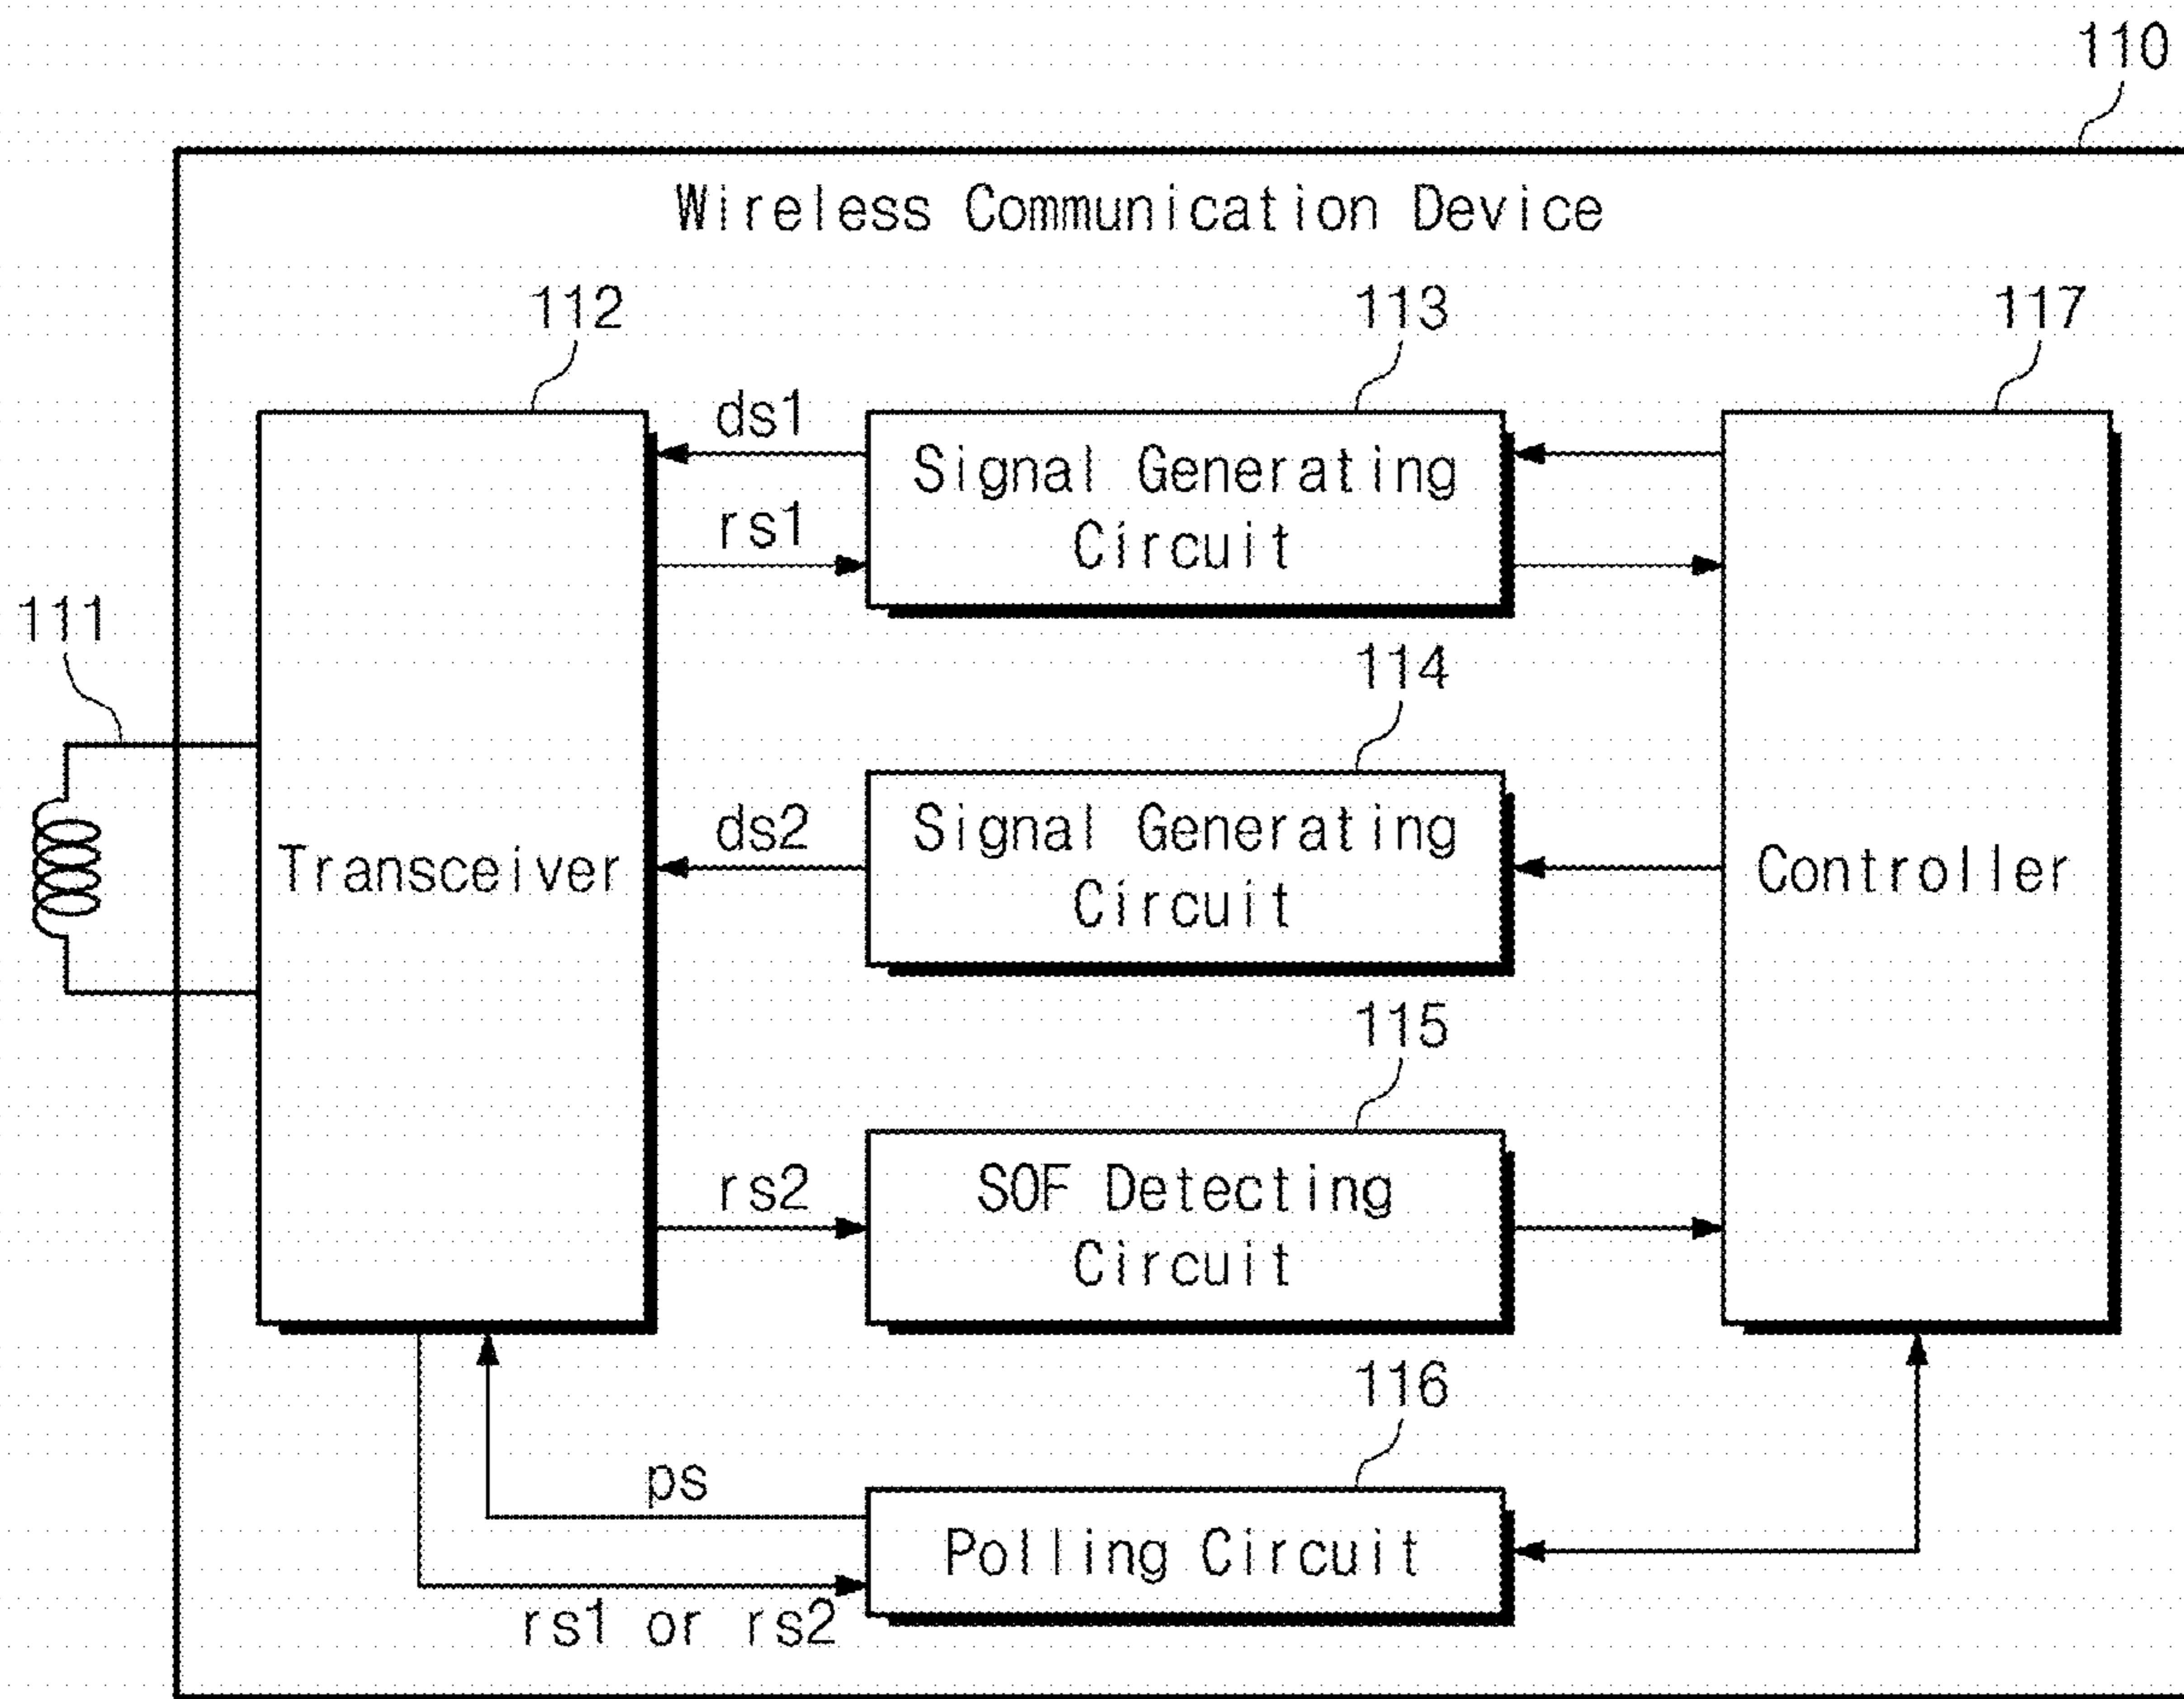 110
Wireless Communication Device
112
113
117
ds1
Signal Generating
Circuit
rs1
111
114
Transceiver
ds2
Signal Generating
Circuit
Controller
115
rs2
SOF Detecting
Circuit
116
ps
Polling Circuit
rs1 or rs2